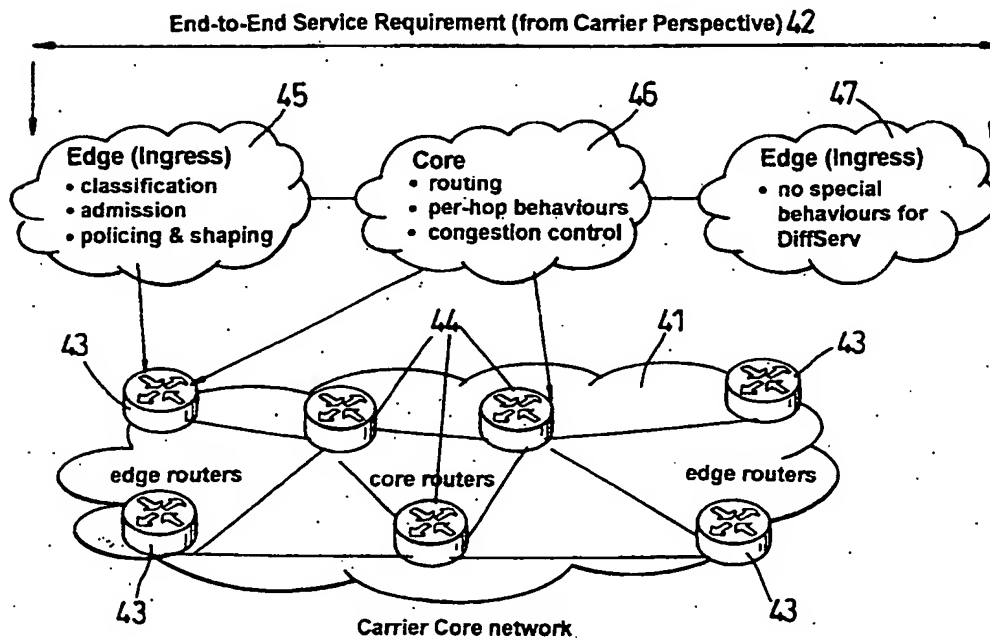 End-to-End Service Requirement (from Carrier Perspective) 42
45
46
47
Edge (Ingress)
• classification
• admission
• policing & shaping
Core
• routing
• per-hop behaviours
• congestion control
Edge (Ingress)
• no special
behaviours for
DiffServ
43
44
41
43
edge routers
core routers
edge routers
43
43
Carrier Core network